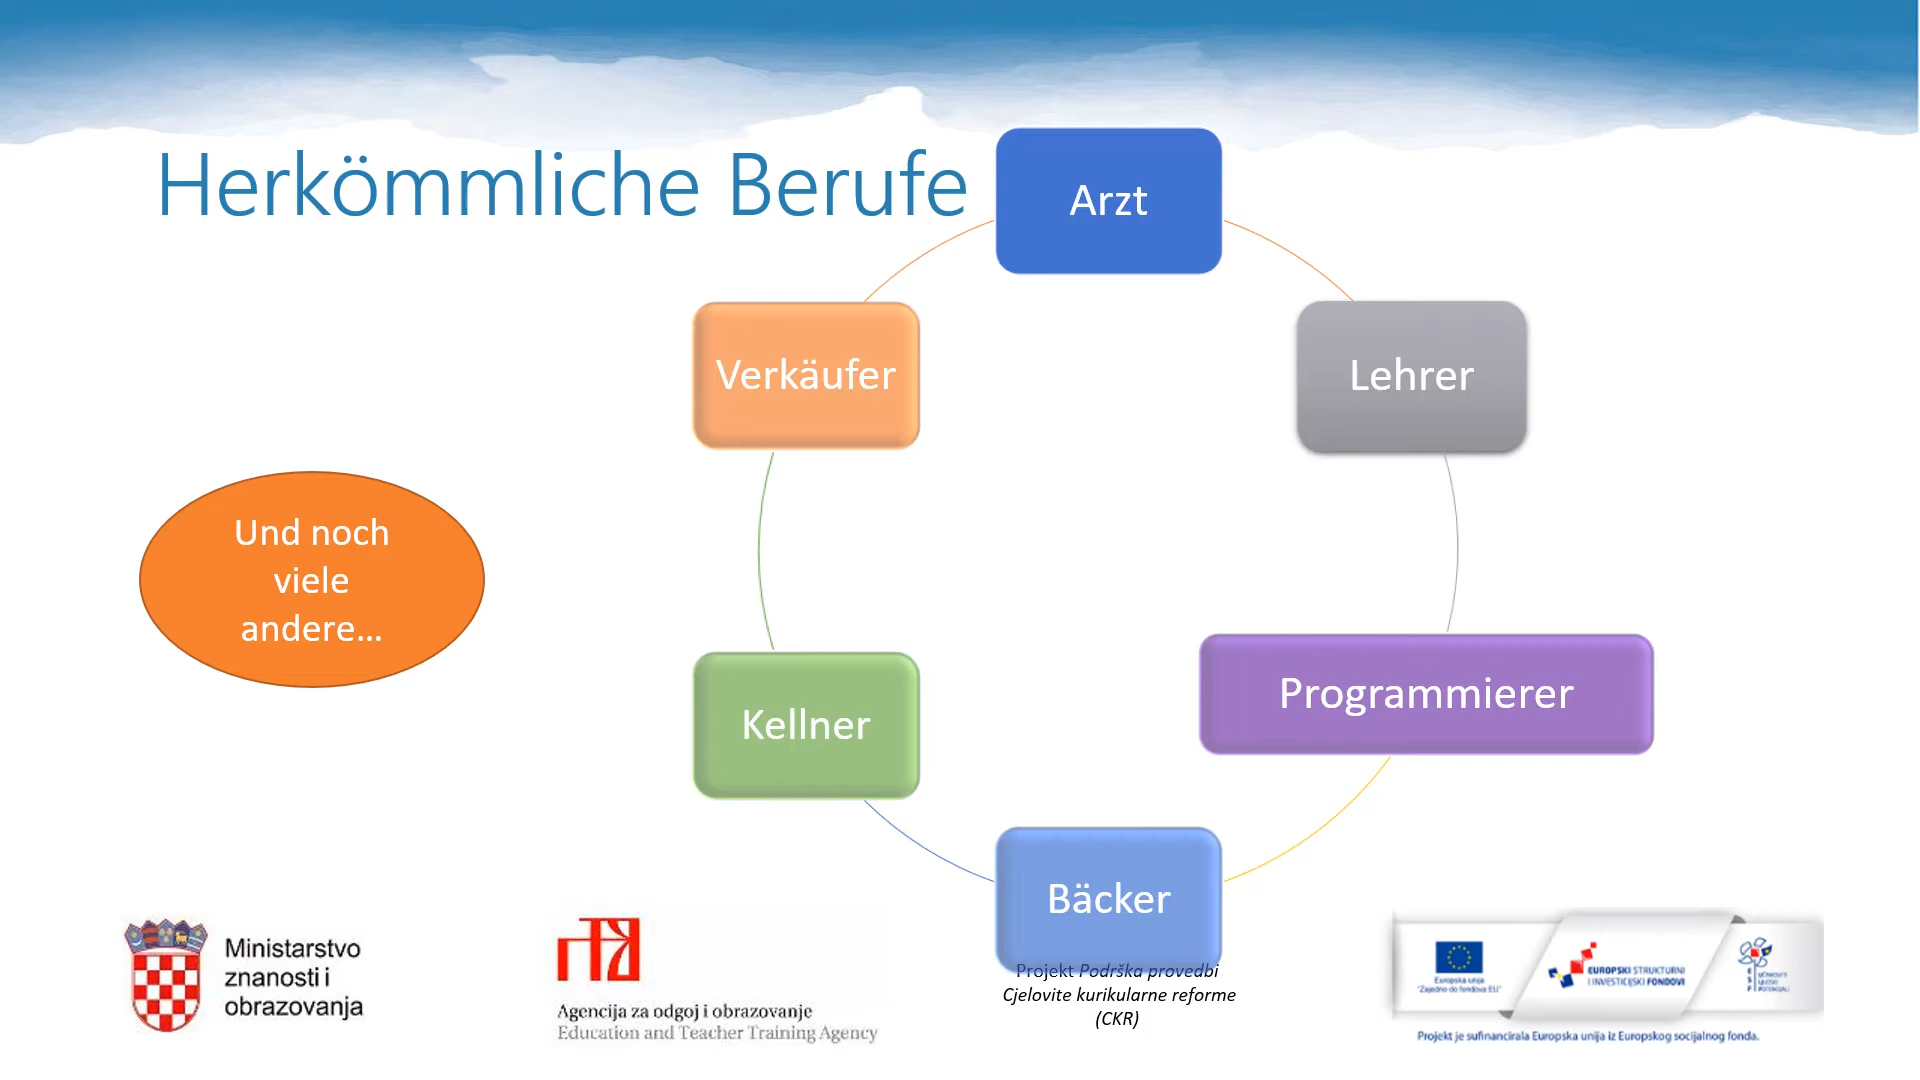 Herkömmliche Berufe
Arzt
Verkäufer
Lehrer
Und noch
viele
andere...
Kellner
Programmierer
Bäcker
Ministarstvo
znanosti i
obrazovanja
Agencija za odgoj i obrazovanje
Education and Teacher Training Agency
Projekt Podrška provedbi
Cjelovite kurikularne reforme
(CKR)
Europska unija
"Zajedno do fondova EU"
EUROPSKI STRUKTURNI
I INVESTICIJSKI FONDOVI
Projekt je sufinancirala Europska unija iz Europskog socijalnog fonda.